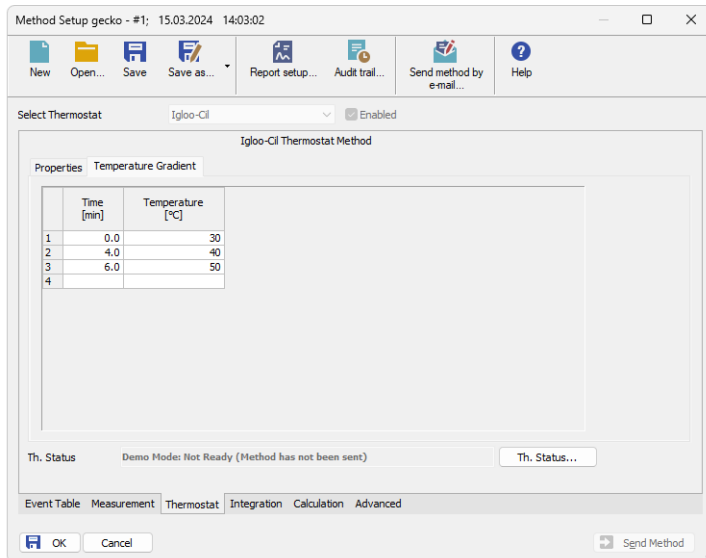 Method Setup gecko - #1; 15.03.2024 14:03:02
New Open... Save Save as... Report setup... Audit trail... Send method by Help
e-mail...
Select Thermostat Igloo-Cil Enabled
Igloo-Cil Thermostat Method
Properties Temperature Gradient
Time Temperature
[min] [°C]
1 0.0 30
2 4.0 40
3 6.0 50
4
Th. Status Demo Mode: Not Ready (Method has not been sent) Th. Status...
Event Table Measurement Thermostat Integration Calculation Advanced
OK Cancel Send Method